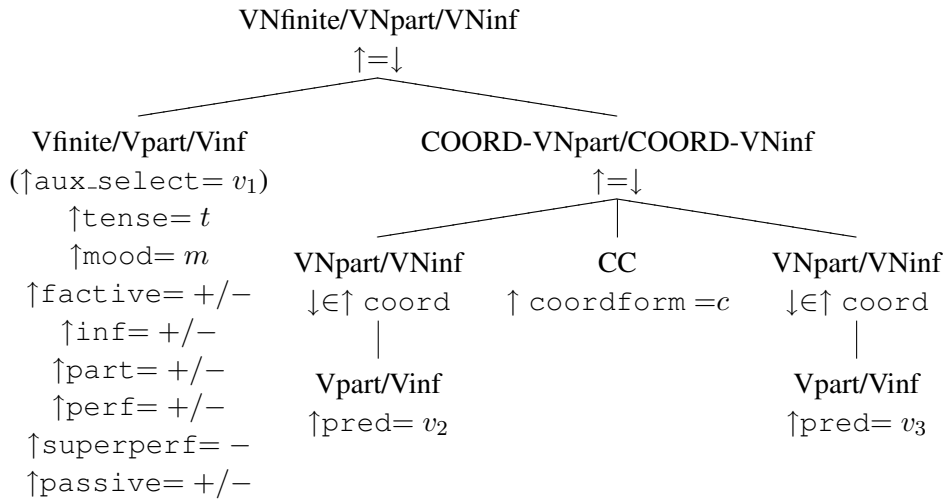 VNfinite/VNpart/VNinf
↑=↓
Vfinite/Vpart/Vinf COORD-VNpart/COORD-VNinf
(↑aux_select= v₁) ↑=↓
↑tense= t
↑mood= m VNpart/VNinf CC VNpart/VNinf
↑factive= +/− ↓∈↑ coord ↑ coordform =c ↓∈↑ coord
↑inf= +/−
↑part= +/− Vpart/Vinf Vpart/Vinf
↑perf= +/− ↑pred= v₂ ↑pred= v₃
↑superperf= −
↑passive= +/−